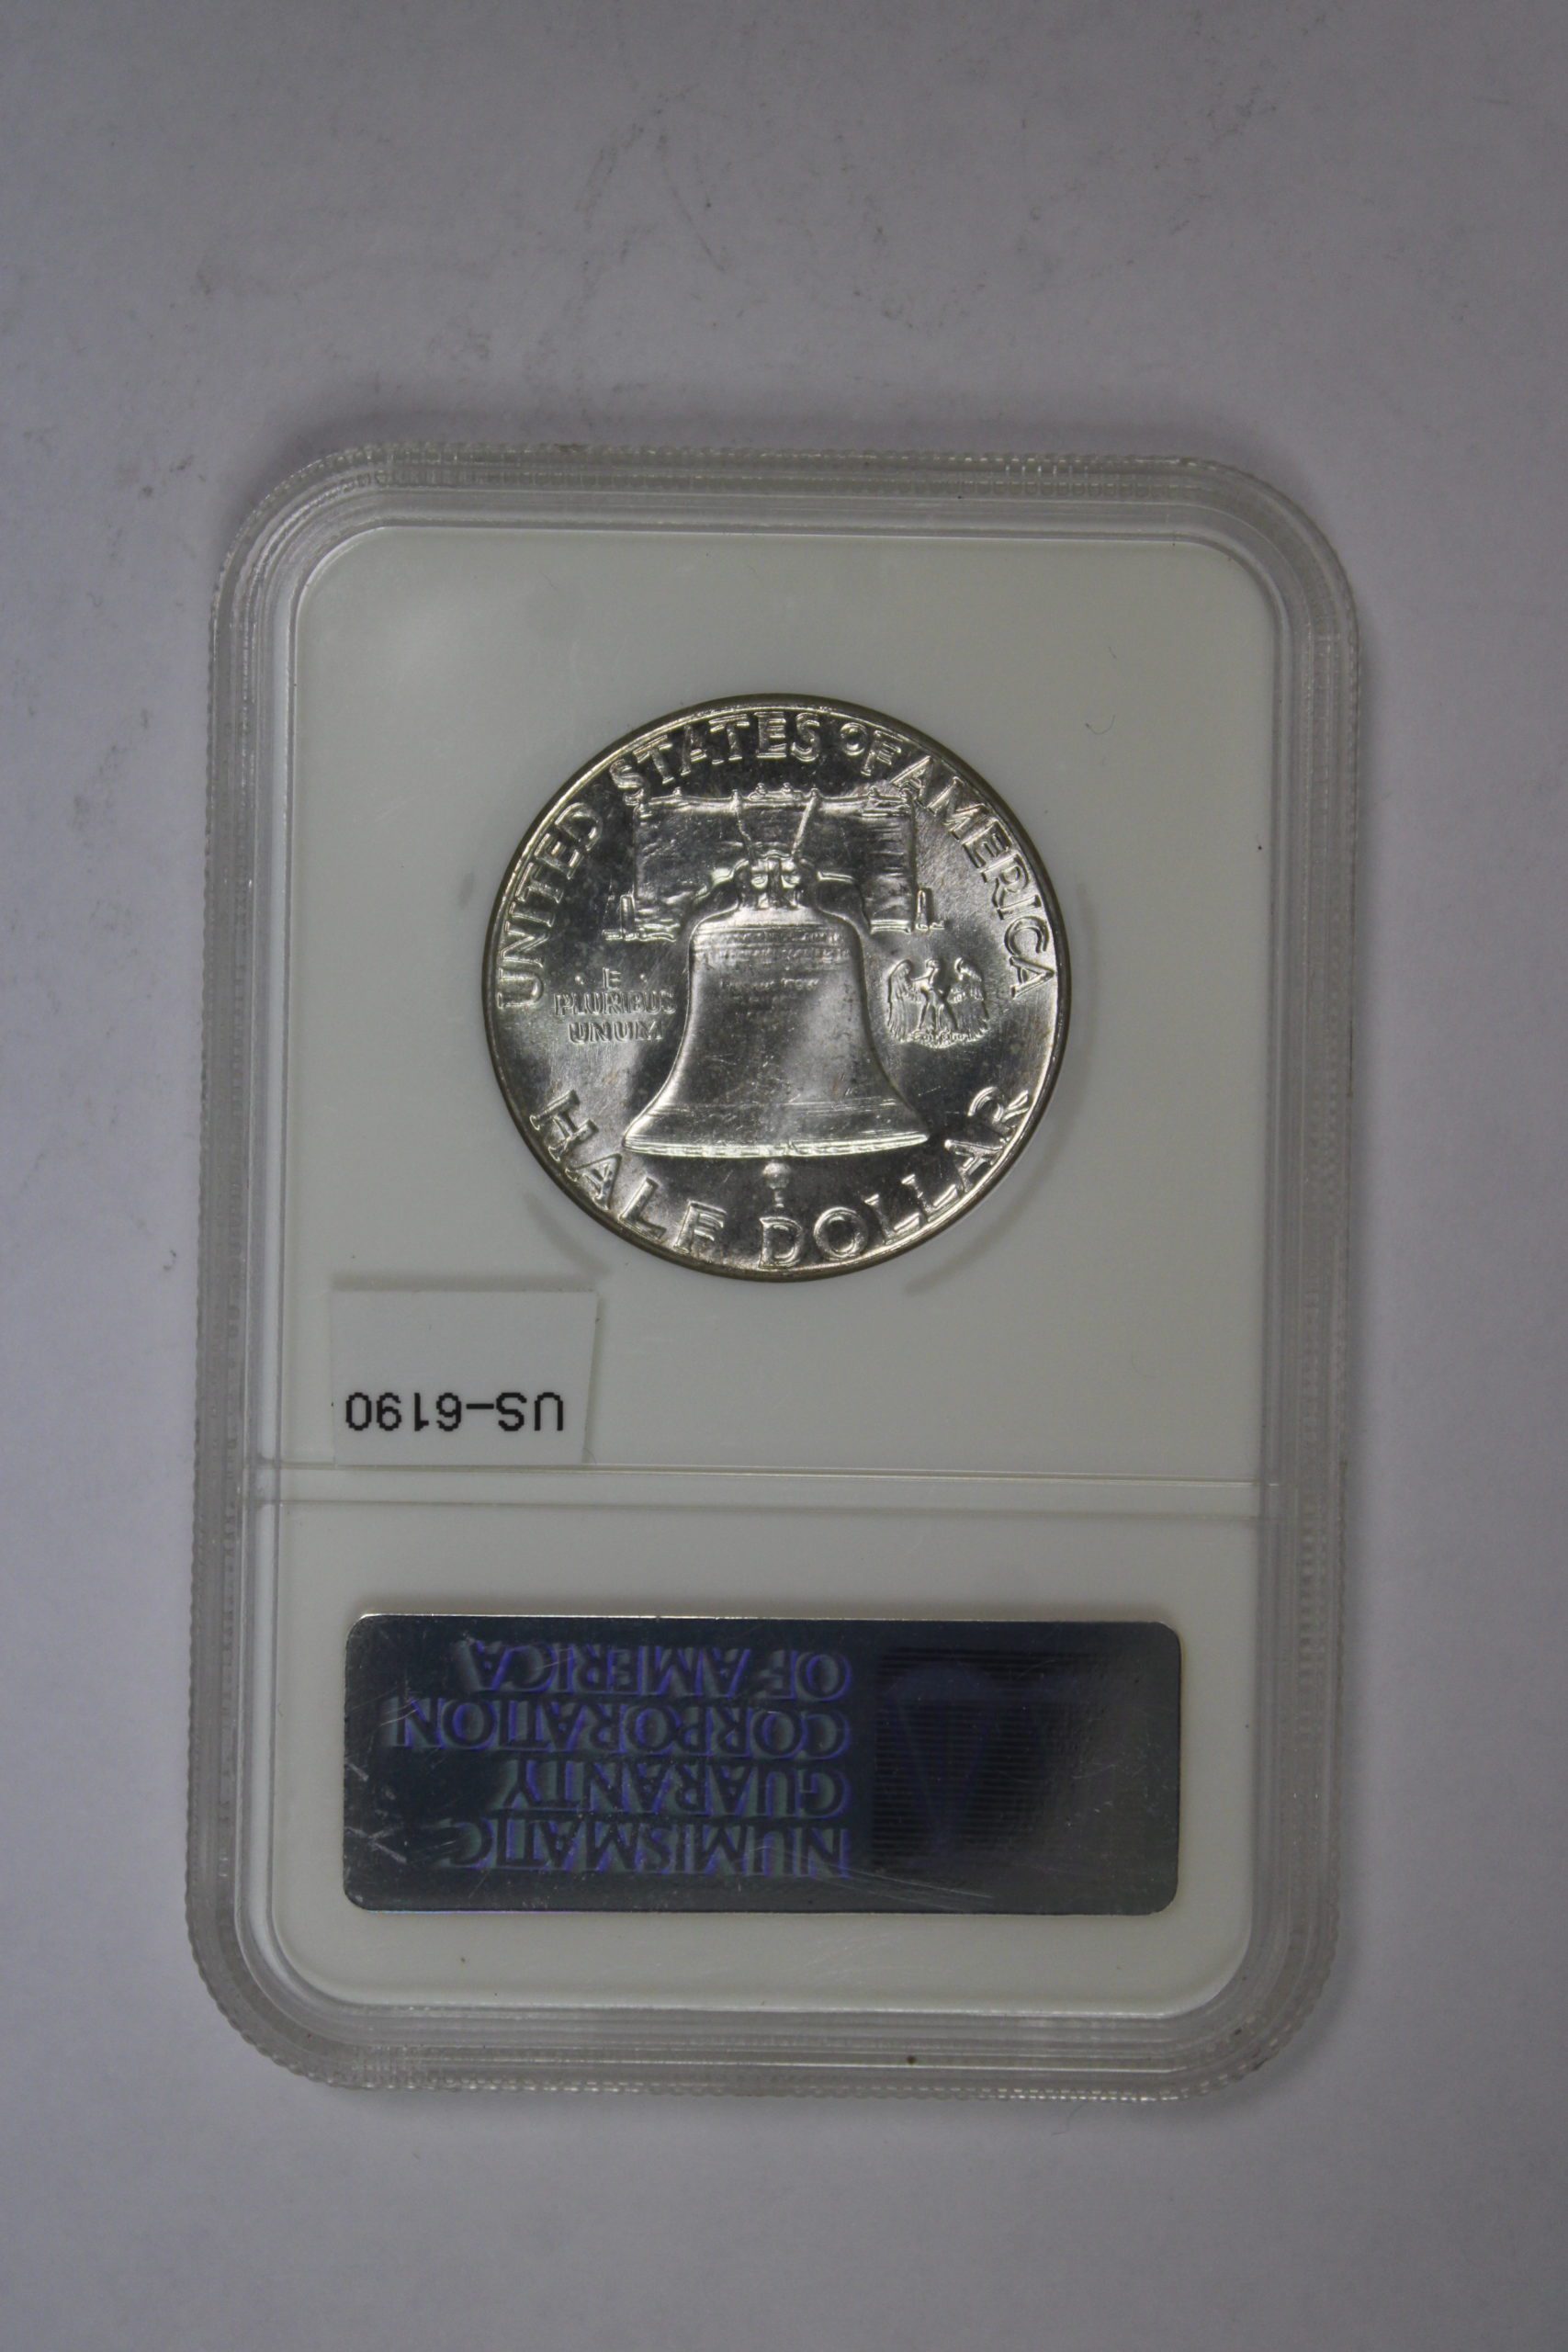 UNITED STATES OF AMERICA
· E ·
PLURIBUS
UNUM
HALF DOLLAR
US-6190
NUMISMATIC
GUARANTY
CORPORATION
OF AMERICA